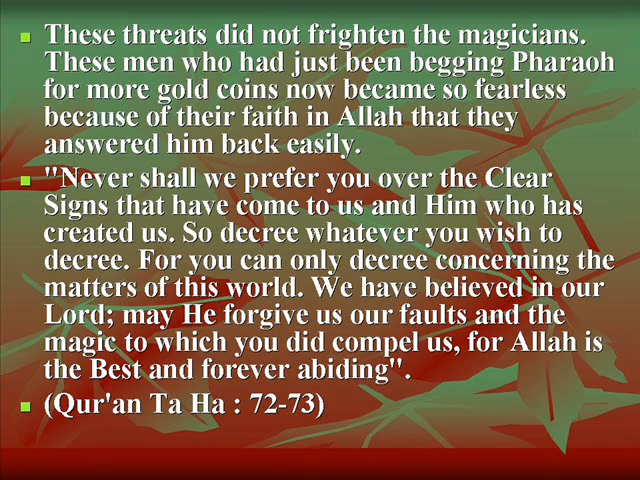 These threats did not frighten the magicians.
These men who had just been begging Pharaoh
for more gold coins now became so fearless
because of their faith in Allah that they
answered him back easily.
"Never shall we prefer you over the Clear
Signs that have come to us and Him who has
created us. So decree whatever you wish to
decree. For you can only decree concerning the
matters of this world. We have believed in our
Lord; may He forgive us our faults and the
magic to which you did compel us, for Allah is
the Best and forever abiding".
(Qur'an Ta Ha : 72-73)